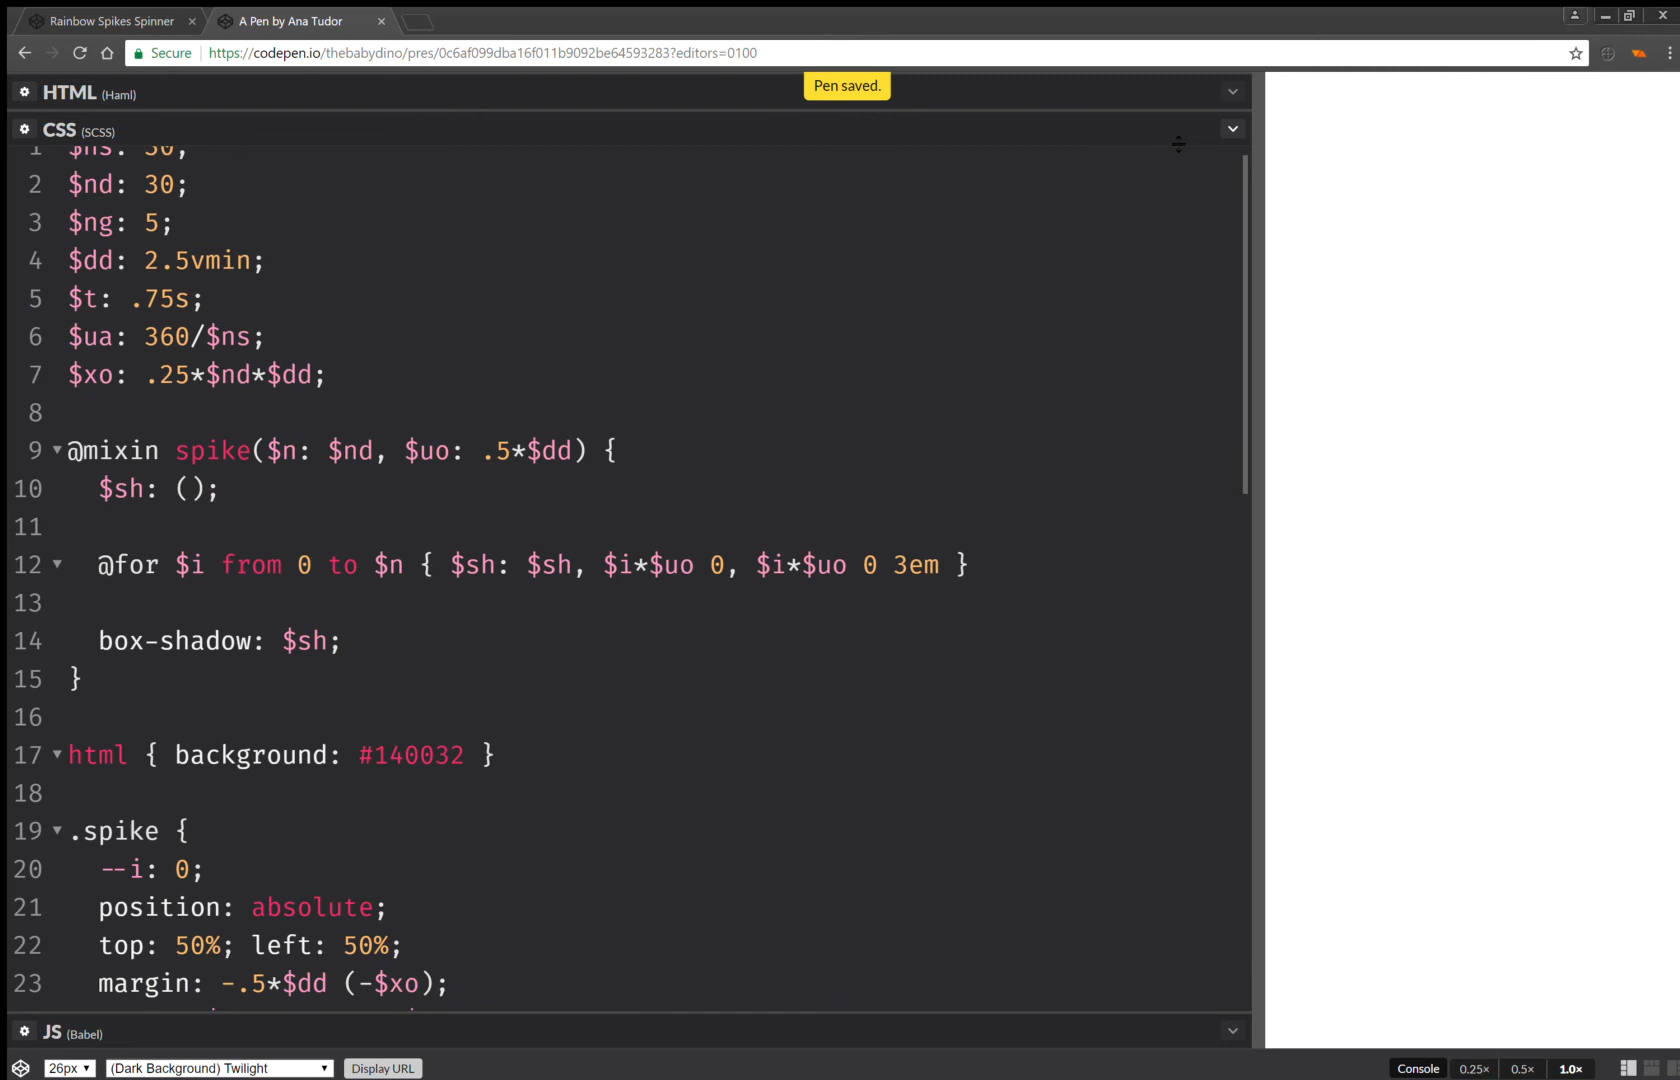 Rainbow Spikes Spinner
A Pen by Ana Tudor
Secure https://codepen.io/thebabydino/pres/0c6af099dba16f011b9092be64593283?editors=0100
HTML (Haml)
Pen saved.
CSS (SCSS)
1 $ns: 30;
2 $nd: 30;
3 $ng: 5;
4 $dd: 2.5vmin;
5 $t: .75s;
6 $ua: 360/$ns;
7 $xo: .25*$nd*$dd;
8
9 @mixin spike($n: $nd, $uo: .5*$dd) {
10 $sh: ();
11
12 @for $i from 0 to $n { $sh: $sh, $i*$uo 0, $i*$uo 0 3em }
13
14 box-shadow: $sh;
15 }
16
17 html { background: #140032 }
18
19 .spike {
20 --i: 0;
21 position: absolute;
22 top: 50%; left: 50%;
23 margin: -.5*$dd (-$xo);
JS (Babel)
26px (Dark Background) Twilight Display URL Console 0.25× 0.5× 1.0×